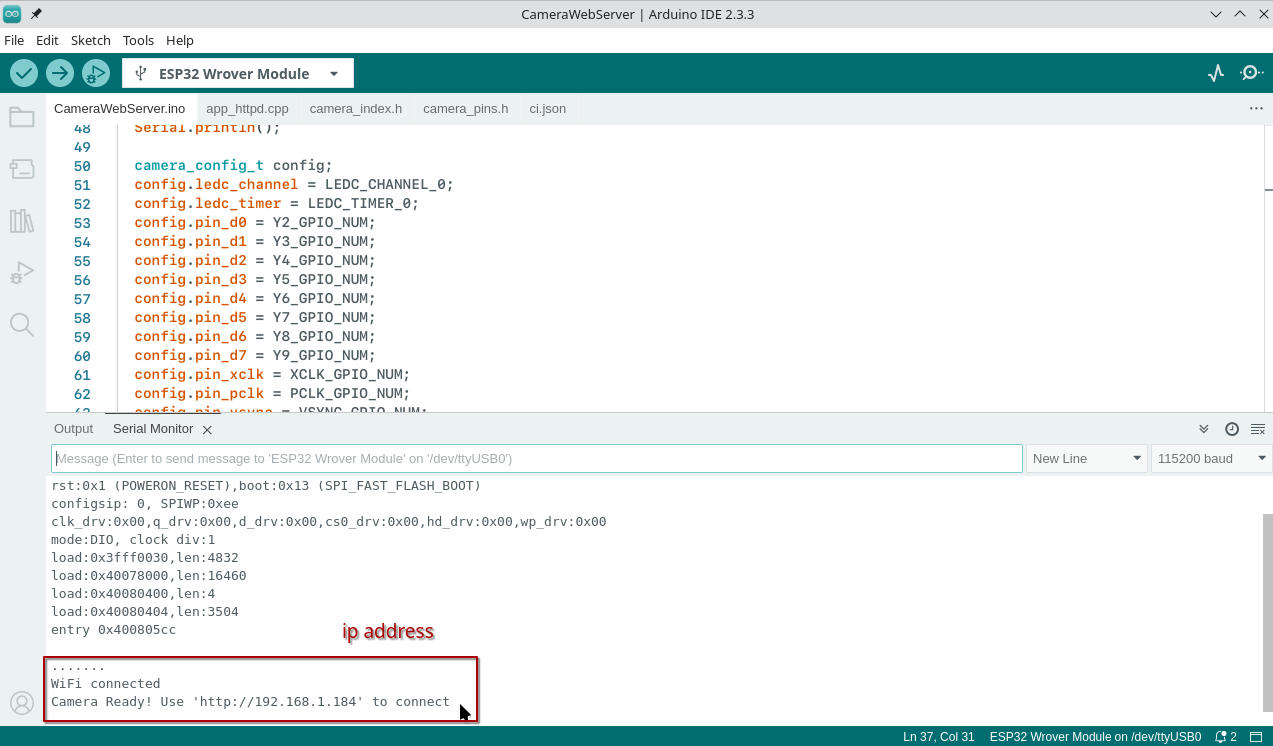 CameraWebServer | Arduino IDE 2.3.3
File Edit Sketch Tools Help
ESP32 Wrover Module
CameraWebServer.ino app_httpd.cpp camera_index.h camera_pins.h ci.json ...
48 Serial.println();
49
50 camera_config_t config;
51 config.ledc_channel = LEDC_CHANNEL_0;
52 config.ledc_timer = LEDC_TIMER_0;
53 config.pin_d0 = Y2_GPIO_NUM;
54 config.pin_d1 = Y3_GPIO_NUM;
55 config.pin_d2 = Y4_GPIO_NUM;
56 config.pin_d3 = Y5_GPIO_NUM;
57 config.pin_d4 = Y6_GPIO_NUM;
58 config.pin_d5 = Y7_GPIO_NUM;
59 config.pin_d6 = Y8_GPIO_NUM;
60 config.pin_d7 = Y9_GPIO_NUM;
61 config.pin_xclk = XCLK_GPIO_NUM;
62 config.pin_pclk = PCLK_GPIO_NUM;
63 config.pin_vsync = VSYNC_GPIO_NUM;
Output Serial Monitor
Message (Enter to send message to 'ESP32 Wrover Module' on '/dev/ttyUSB0') New Line 115200 baud
rst:0x1 (POWERON_RESET),boot:0x13 (SPI_FAST_FLASH_BOOT)
configsip: 0, SPIWP:0xee
clk_drv:0x00,q_drv:0x00,d_drv:0x00,cs0_drv:0x00,hd_drv:0x00,wp_drv:0x00
mode:DIO, clock div:1
load:0x3fff0030,len:4832
load:0x40078000,len:16460
load:0x40080400,len:4
load:0x40080404,len:3504
entry 0x400805cc
ip address
.......
WiFi connected
Camera Ready! Use 'http://192.168.1.184' to connect
Ln 37, Col 31 ESP32 Wrover Module on /dev/ttyUSB0 2